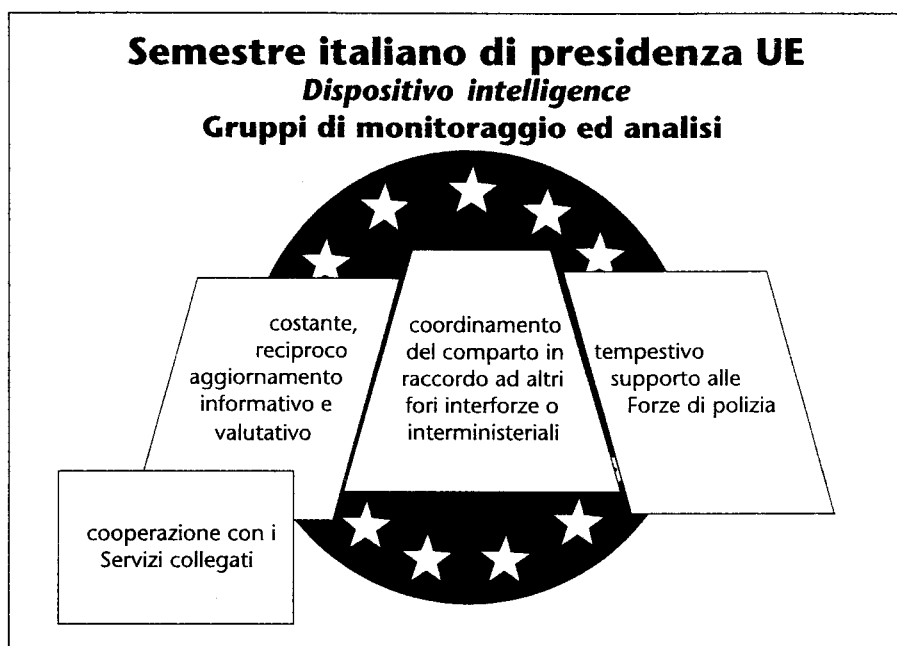 Semestre italiano di presidenza UE
Dispositivo intelligence
Gruppi di monitoraggio ed analisi
costante,
reciproco
aggiornamento
informativo e
valutativo
coordinamento
del comparto in
raccordo ad altri
fori interforze o
interministeriali
tempestivo
supporto alle
Forze di polizia
cooperazione con i
Servizi collegati